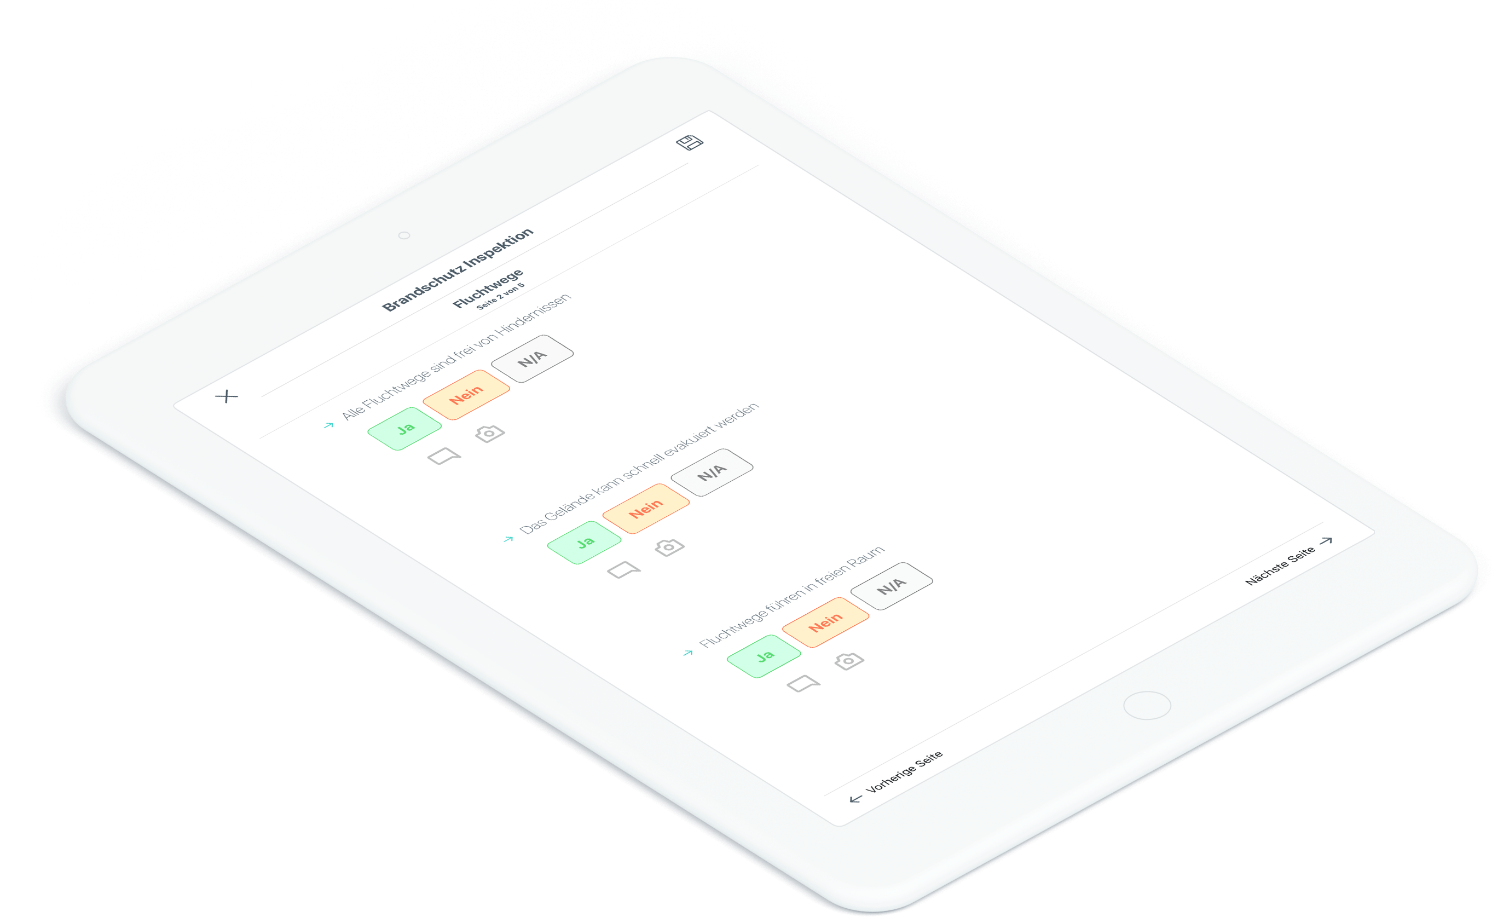 Brandschutz Inspektion
Fluchtwege
Seite 2 von 5
Alle Fluchtwege sind frei von Hindernissen
Ja Nein N/A
Das Gelände kann schnell evakuiert werden
Ja Nein N/A
Fluchtwege führen in freien Raum
Ja Nein N/A
Vorherige Seite
Nächste Seite